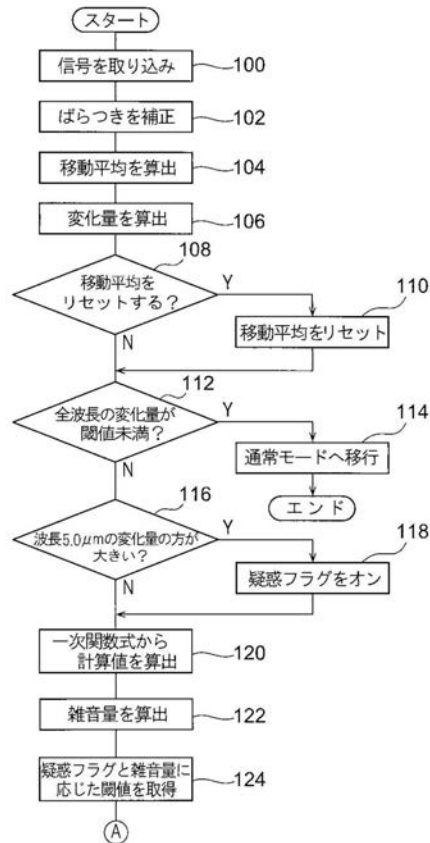 スタート
信号を取り込み
100
ばらつきを補正
102
移動平均を算出
104
変化量を算出
106
108
移動平均を
リセットする？
Y
N
110
移動平均をリセット
112
全波長の変化量が
閾値未満？
Y
N
114
通常モードへ移行
エンド
116
波長5.0μmの変化量の方が
大きい？
Y
N
118
疑惑フラグをオン
一次関数式から
計算値を算出
120
雑音量を算出
122
疑惑フラグと雑音量に
応じた閾値を取得
124
A